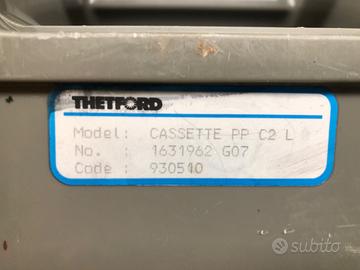 THETFORD
Model: CASSETTE PP C2 L
No. : 1631962 G07
Code : 930510
subito